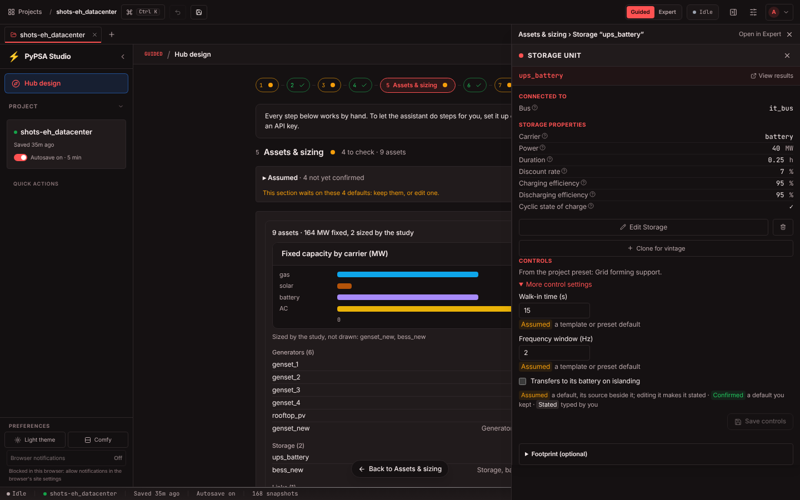 Projects / shots-eh_datacenter ⌘ Ctrl K
Guided Expert Idle A
shots-eh_datacenter × +
PyPSA Studio
Hub design
PROJECT
shots-eh_datacenter
Saved 35m ago
Autosave on · 5 min
QUICK ACTIONS
PREFERENCES
Light theme Comfy
Browser notifications Off
Blocked in this browser: allow notifications in the
browser's site settings
GUIDED / Hub design
1 2 ✓ 3 4 ✓ 5 Assets & sizing 6 ✓ 7
Every step below works by hand. To let the assistant do steps for you, set it up
an API key.
5 Assets & sizing 4 to check · 9 assets
▸ Assumed · 4 not yet confirmed
This section waits on these 4 defaults: keep them, or edit one.
9 assets · 164 MW fixed, 2 sized by the study
Fixed capacity by carrier (MW)
gas
solar
battery
AC
0
Sized by the study, not drawn: genset_new, bess_new
Generators (6)
genset_1
genset_2
genset_3
genset_4
rooftop_pv
genset_new Generato
Storage (2)
ups_battery
bess_new Storage, b
← Back to Assets & sizing
Assets & sizing › Storage “ups_battery” Open in Expert ×
STORAGE UNIT ×
ups_battery View results
CONNECTED TO
Bus it_bus
STORAGE PROPERTIES
Carrier battery
Power 40 MW
Duration 0.25 h
Discount rate 7 %
Charging efficiency 95 %
Discharging efficiency 95 %
Cyclic state of charge ✓
Edit Storage
+ Clone for vintage
CONTROLS
From the project preset: Grid forming support.
▾ More control settings
Walk-in time (s)
15
Assumed a template or preset default
Frequency window (Hz)
2
Assumed a template or preset default
Transfers to its battery on islanding
Assumed a default, its source beside it; editing it makes it stated · Confirmed a default you
kept · Stated typed by you
Save controls
▸ Footprint (optional)
Idle shots-eh_datacenter Saved 35m ago Autosave on 168 snapshots